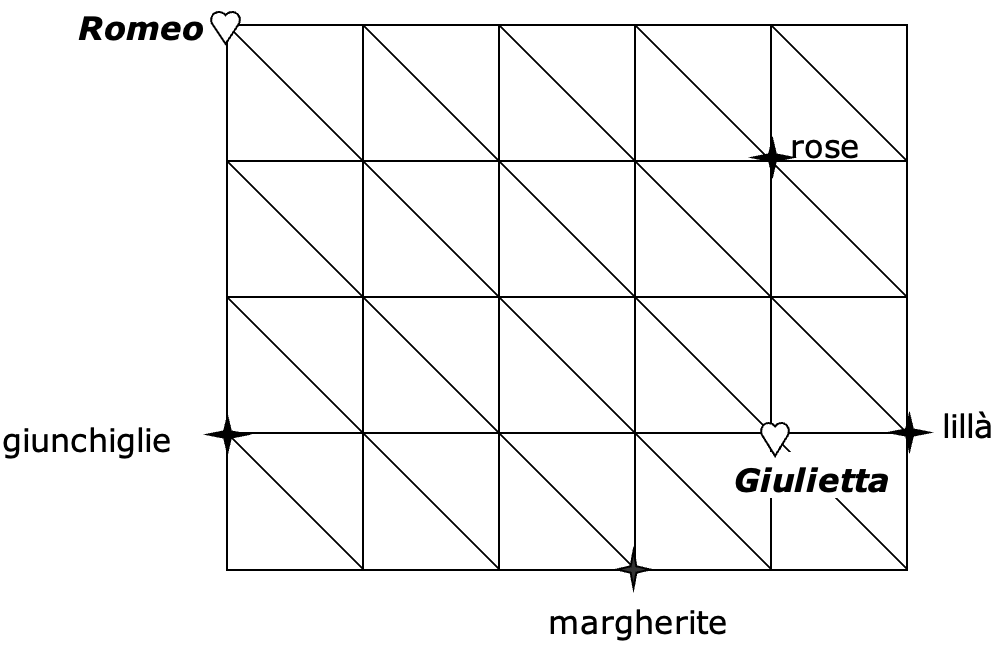 Romeo
rose
giunchiglie
lillà
Giulietta
margherite